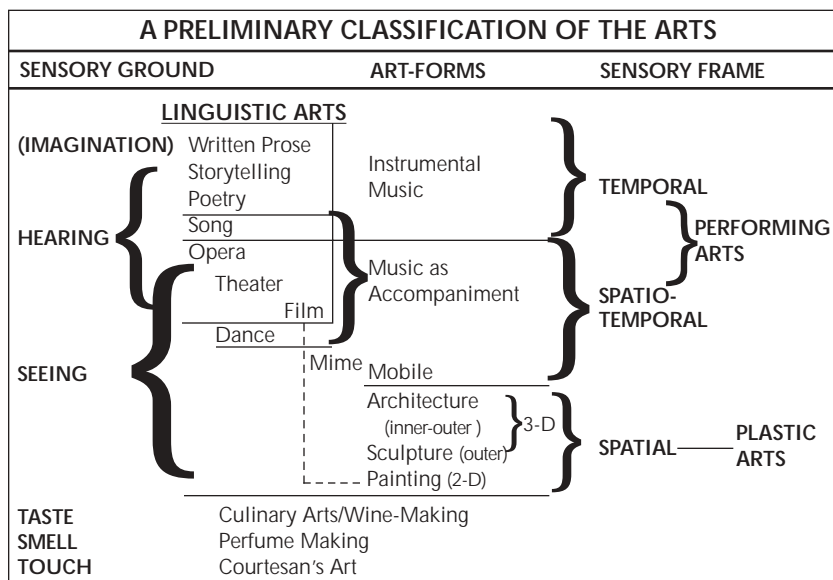 A PRELIMINARY CLASSIFICATION OF THE ARTS
SENSORY GROUND ART-FORMS SENSORY FRAME
LINGUISTIC ARTS
(IMAGINATION) Written Prose
Storytelling
Poetry
Instrumental
Music
TEMPORAL
HEARING
Song
Opera
Theater
Film
Dance
Mime
Music as
Accompaniment
PERFORMING
ARTS
SPATIO-
TEMPORAL
SEEING
Mobile
Architecture
(inner-outer )
3-D
Sculpture (outer)
Painting (2-D)
SPATIAL
PLASTIC
ARTS
TASTE Culinary Arts/Wine-Making
SMELL Perfume Making
TOUCH Courtesan's Art